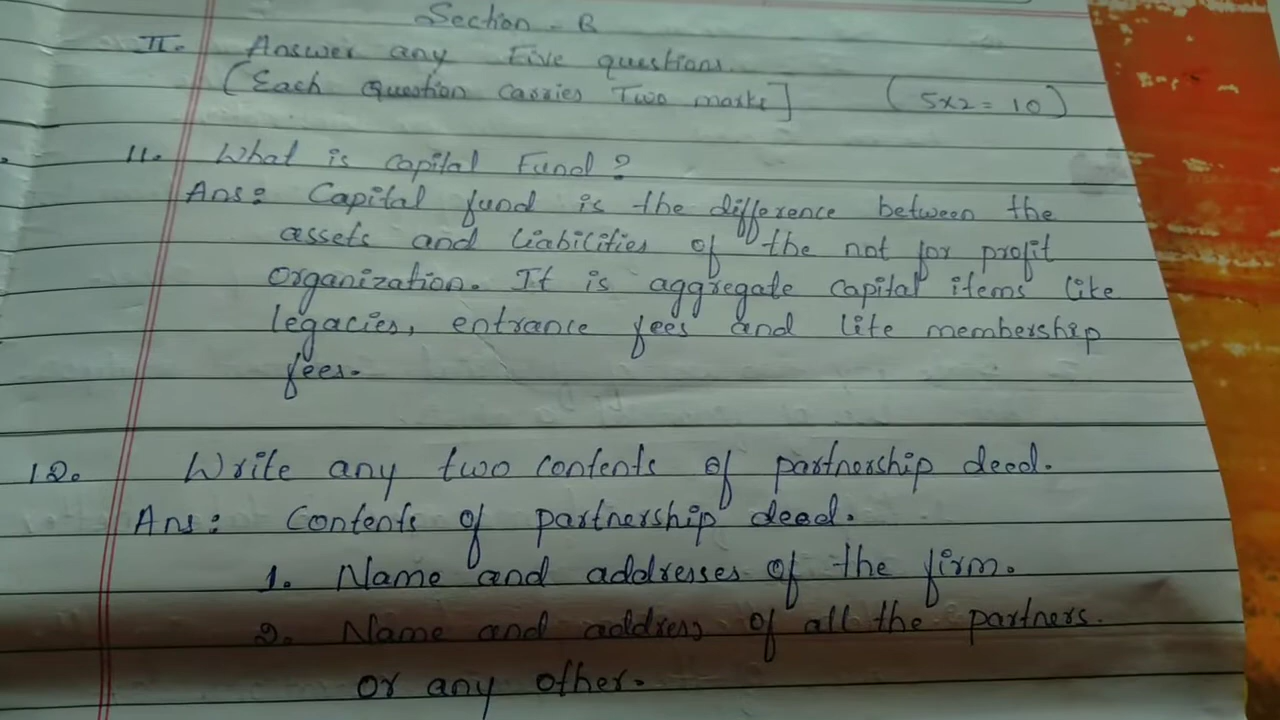 Section - B
II. Answer any Five questions.
(Each Question Carries Two marks] (5x2=10)
11. What is Capital Fund?
Ans: Capital fund is the difference between the
assets and liabilities of the not for profit
Organization. It is aggregate capital items like
legacies, entrance fees and lite membership
fees.
12. Write any two contents of partnership deed.
Ans: Contents of partnership deed.
1. Name and addresses of the firm.
2. Name and address of all the partners.
or any other.